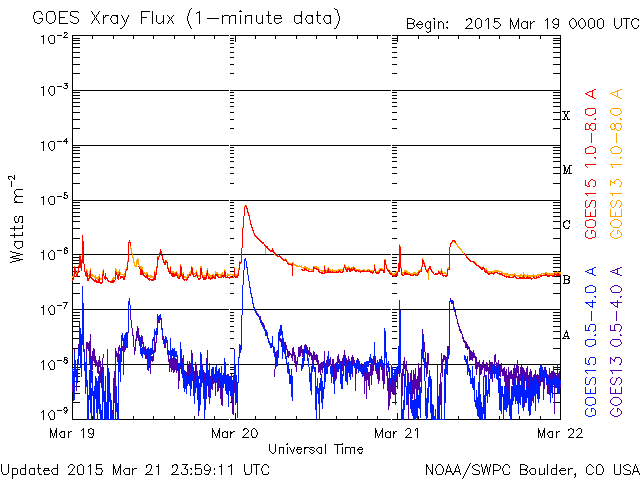 GOES Xray Flux (1-minute data)
Begin: 2015 Mar 19 0000 UTC
10^-2
10^-3
10^-4
10^-5
10^-6
10^-7
10^-8
10^-9
Watts m^-2
X
M
C
B
A
GOES15 1.0-8.0 A
GOES13 1.0-8.0 A
GOES15 0.5-4.0 A
GOES13 0.5-4.0 A
Mar 19
Mar 20
Mar 21
Mar 22
Universal Time
Updated 2015 Mar 21 23:59:11 UTC
NOAA/SWPC Boulder, CO USA